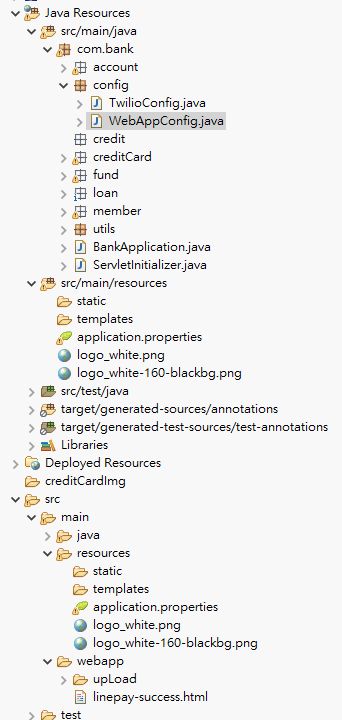 Java Resources
src/main/java
com.bank
account
config
TwilioConfig.java
WebAppConfig.java
credit
creditCard
fund
loan
member
utils
BankApplication.java
ServletInitializer.java
src/main/resources
static
templates
application.properties
logo_white.png
logo_white-160-blackbg.png
src/test/java
target/generated-sources/annotations
target/generated-test-sources/test-annotations
Libraries
Deployed Resources
creditCardImg
src
main
java
resources
static
templates
application.properties
logo_white.png
logo_white-160-blackbg.png
webapp
upLoad
linepay-success.html
test